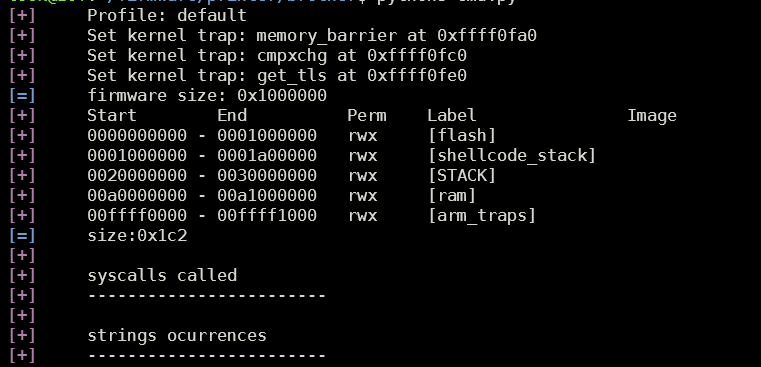 [+] Profile: default
[+] Set kernel trap: memory_barrier at 0xffff0fa0
[+] Set kernel trap: cmpxchg at 0xffff0fc0
[+] Set kernel trap: get_tls at 0xffff0fe0
[=] firmware size: 0x1000000
[+] Start End Perm Label Image
[+] 0000000000 - 0001000000 rwx [flash]
[+] 0001000000 - 0001a00000 rwx [shellcode_stack]
[+] 0020000000 - 0030000000 rwx [STACK]
[+] 00a0000000 - 00a1000000 rwx [ram]
[+] 00ffff0000 - 00ffff1000 rwx [arm_traps]
[=] size:0x1c2
[+]
[+] syscalls called
[+] ------------------------
[+]
[+] strings ocurrences
[+] ------------------------